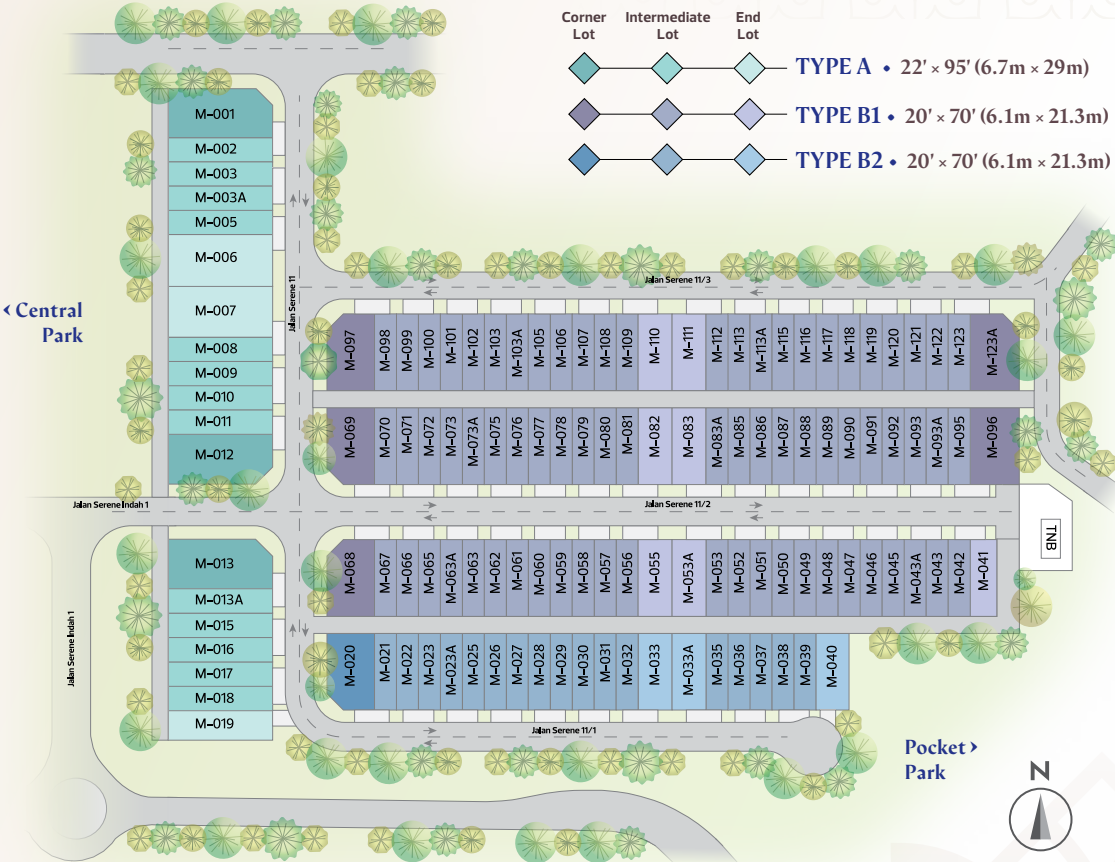 Corner Lot
Intermediate Lot
End Lot
TYPE A • 22' × 95' (6.7m × 29m)
TYPE B1 • 20' × 70' (6.1m × 21.3m)
TYPE B2 • 20' × 70' (6.1m × 21.3m)
M-001
M-002
M-003
M-003A
M-005
M-006
M-007
M-008
M-009
M-010
M-011
M-012
‹ Central
Park
Jalan Serene 11
Jalan Serene 11/3
M-097 M-098 M-099 M-100 M-101 M-102 M-103 M-103A M-105 M-106 M-107 M-108 M-109 M-110 M-111 M-112 M-113 M-113A M-115 M-116 M-117 M-118 M-119 M-120 M-121 M-122 M-123 M-123A
M-069 M-070 M-071 M-072 M-073 M-073A M-075 M-076 M-077 M-078 M-079 M-080 M-081 M-082 M-083 M-083A M-085 M-086 M-087 M-088 M-089 M-090 M-091 M-092 M-093 M-093A M-095 M-096
Jalan Serene Indah 1
Jalan Serene 11/2
TNB
M-013
M-013A
M-015
M-016
M-017
M-018
M-019
Jalan Serene Indah 1
M-068 M-067 M-066 M-065 M-063A M-063 M-062 M-061 M-060 M-059 M-058 M-057 M-056 M-055 M-053A M-053 M-052 M-051 M-050 M-049 M-048 M-047 M-046 M-045 M-043A M-043 M-042 M-041
M-020 M-021 M-022 M-023 M-023A M-025 M-026 M-027 M-028 M-029 M-030 M-031 M-032 M-033 M-033A M-035 M-036 M-037 M-038 M-039 M-040
Jalan Serene 11/1
Pocket ›
Park
N